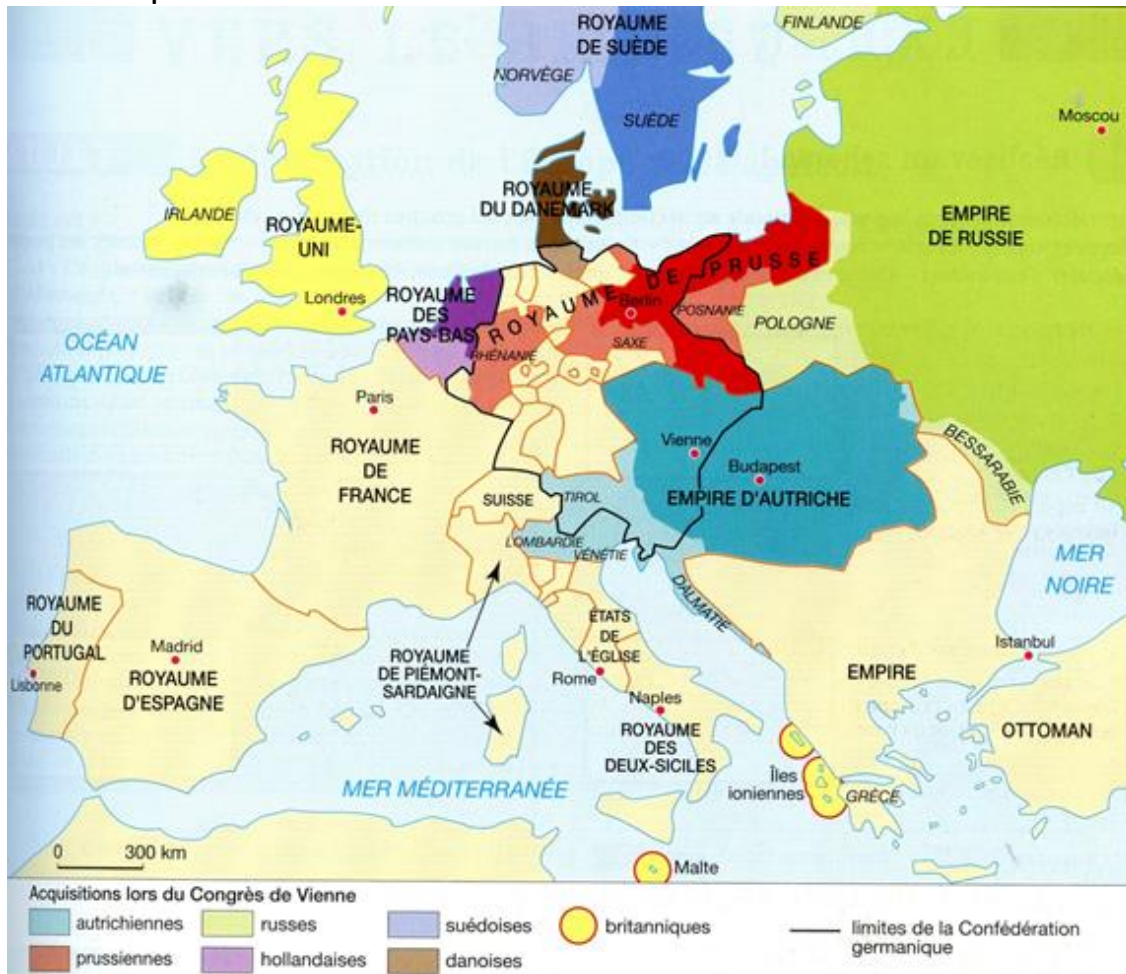 ROYAUME
DE SUÈDE
FINLANDE
NORVÈGE
SUÈDE
Moscou
IRLANDE
ROYAUME-
UNI
Londres
ROYAUME
DU DANEMARK
EMPIRE
DE RUSSIE
ROYAUME
DES
PAYS-BAS
ROYAUME DE PRUSSE
Berlin
POSNANIE
POLOGNE
RHÉNANIE
SAXE
OCÉAN
ATLANTIQUE
Paris
ROYAUME
DE
FRANCE
Vienne
Budapest
EMPIRE D'AUTRICHE
BESSARABIE
SUISSE
TIROL
LOMBARDIE
VÉNÉTIE
DALMATIE
MER
NOIRE
ROYAUME
DU
PORTUGAL
Lisbonne
Madrid
ROYAUME
D'ESPAGNE
ROYAUME
DE PIÉMONT-
SARDAIGNE
ÉTATS
DE
L'ÉGLISE
Rome
Naples
ROYAUME
DES
DEUX-SICILES
Istanbul
EMPIRE
OTTOMAN
Îles
ioniennes
GRÈCE
MER MÉDITERRANÉE
Malte
0 300 km
Acquisitions lors du Congrès de Vienne
autrichiennes
russes
suédoises
britanniques
limites de la Confédération
germanique
prussiennes
hollandaises
danoises